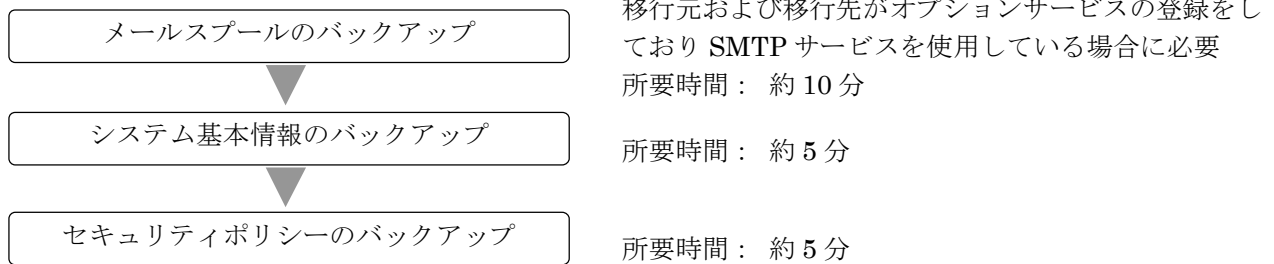 移行元および移行先がオプションサービスの登録をし
メールスプールのバックアップ
ており SMTP サービスを使用している場合に必要
所要時間： 約 10 分
システム基本情報のバックアップ
所要時間： 約 5 分
セキュリティポリシーのバックアップ
所要時間： 約 5 分